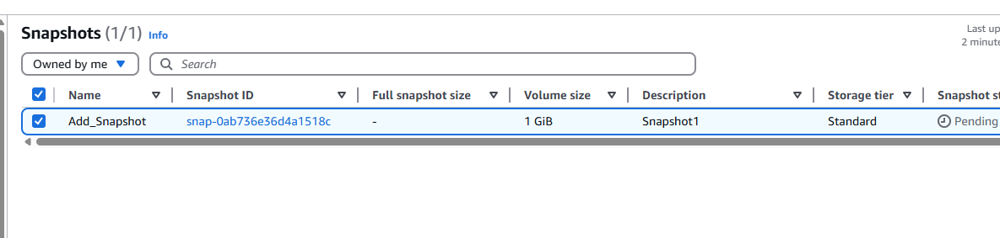 Snapshots (1/1) Info
Last up
2 minute
Owned by me
Search
Name Snapshot ID Full snapshot size Volume size Description Storage tier Snapshot st
Add_Snapshot snap-0ab736e36d4a1518c - 1 GiB Snapshot1 Standard Pending